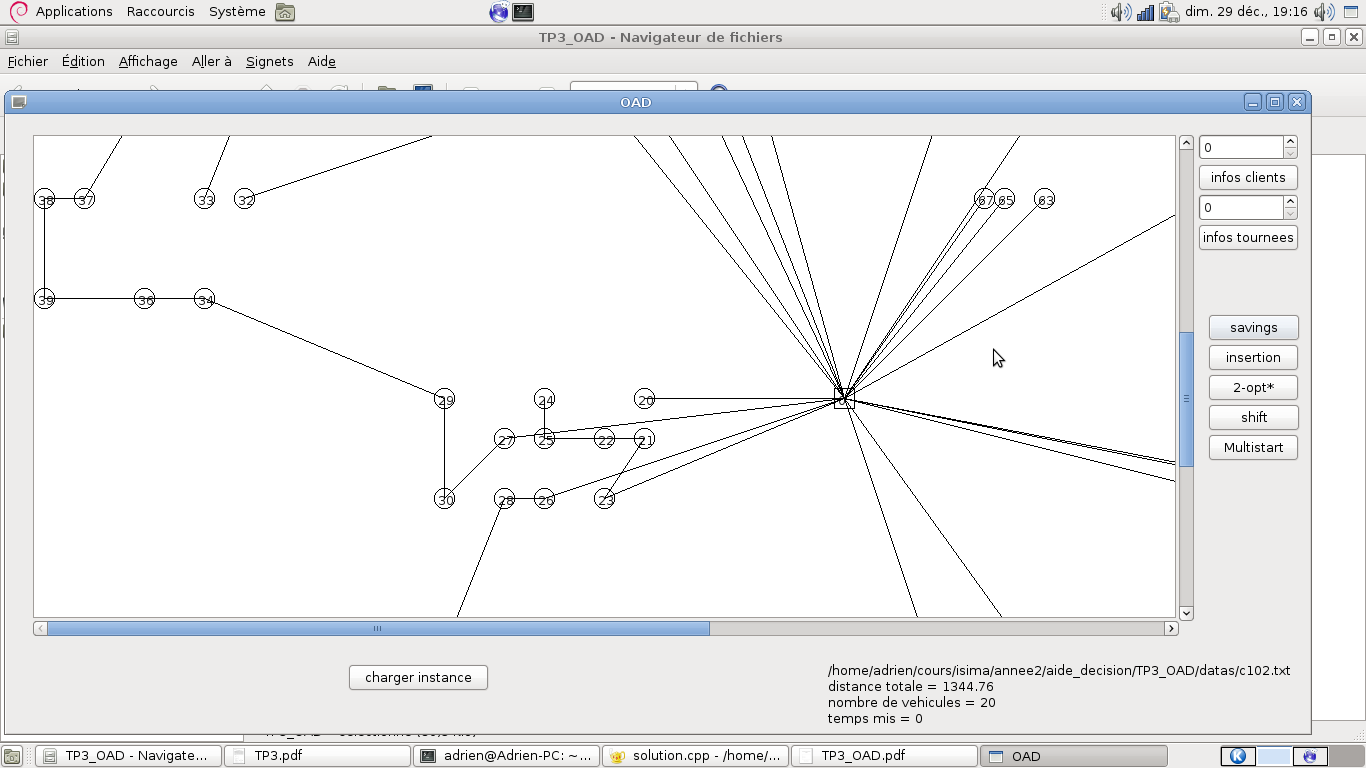 Applications Raccourcis Système dim. 29 déc., 19:16
TP3_OAD - Navigateur de fichiers
Fichier Édition Affichage Aller à Signets Aide
OAD
0
infos clients
0
infos tournees
38 37 33 32 67 65 63
39 36 34
savings
insertion
29 24 20 0 2-opt*
27 25 22 21 shift
Multistart
30 28 26 23
charger instance
/home/adrien/cours/isima/annee2/aide_decision/TP3_OAD/datas/c102.txt
distance totale = 1344.76
nombre de vehicules = 20
temps mis = 0
TP3_OAD - Navigate... TP3.pdf adrien@Adrien-PC: ~... solution.cpp - /home/... TP3_OAD.pdf OAD